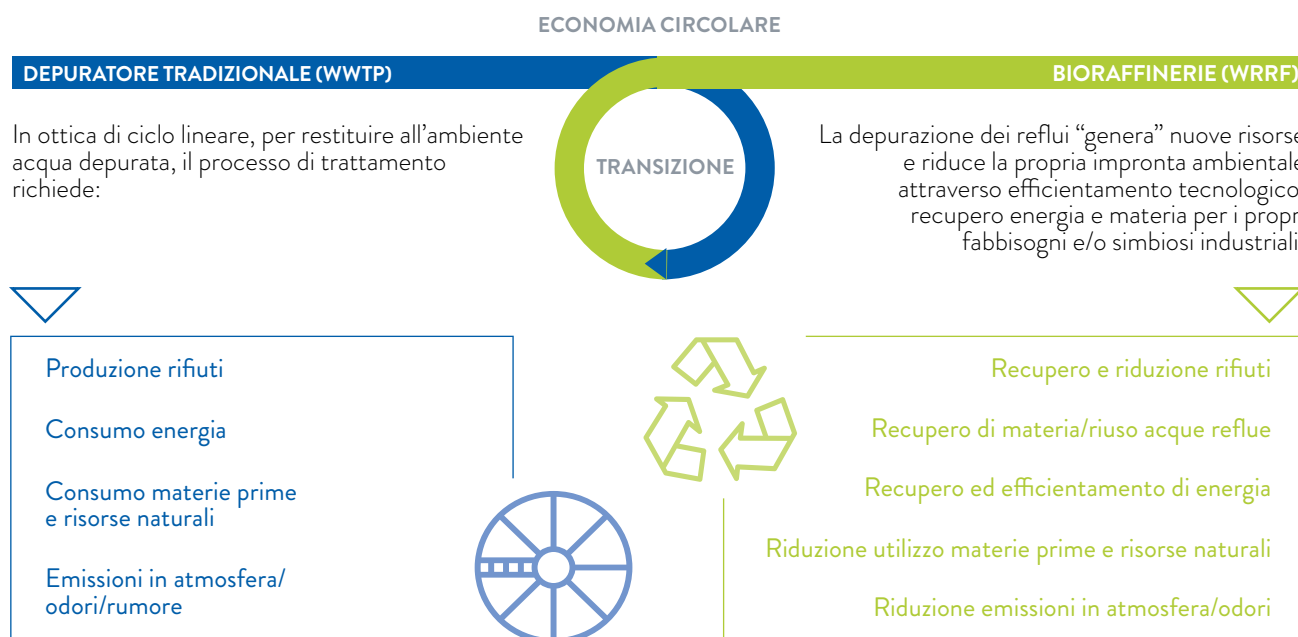 ECONOMIA CIRCOLARE
DEPURATORE TRADIZIONALE (WWTP)
BIORAFFINERIE (WRRF)
In ottica di ciclo lineare, per restituire all’ambiente
acqua depurata, il processo di trattamento
richiede:
TRANSIZIONE
La depurazione dei reflui “genera” nuove risorse
e riduce la propria impronta ambientale
attraverso efficientamento tecnologico
recupero energia e materia per i propr
fabbisogni e/o simbiosi industriali
Produzione rifiuti
Consumo energia
Consumo materie prime
e risorse naturali
Emissioni in atmosfera/
odori/rumore
Recupero e riduzione rifiuti
Recupero di materia/riuso acque reflue
Recupero ed efficientamento di energia
Riduzione utilizzo materie prime e risorse naturali
Riduzione emissioni in atmosfera/odori